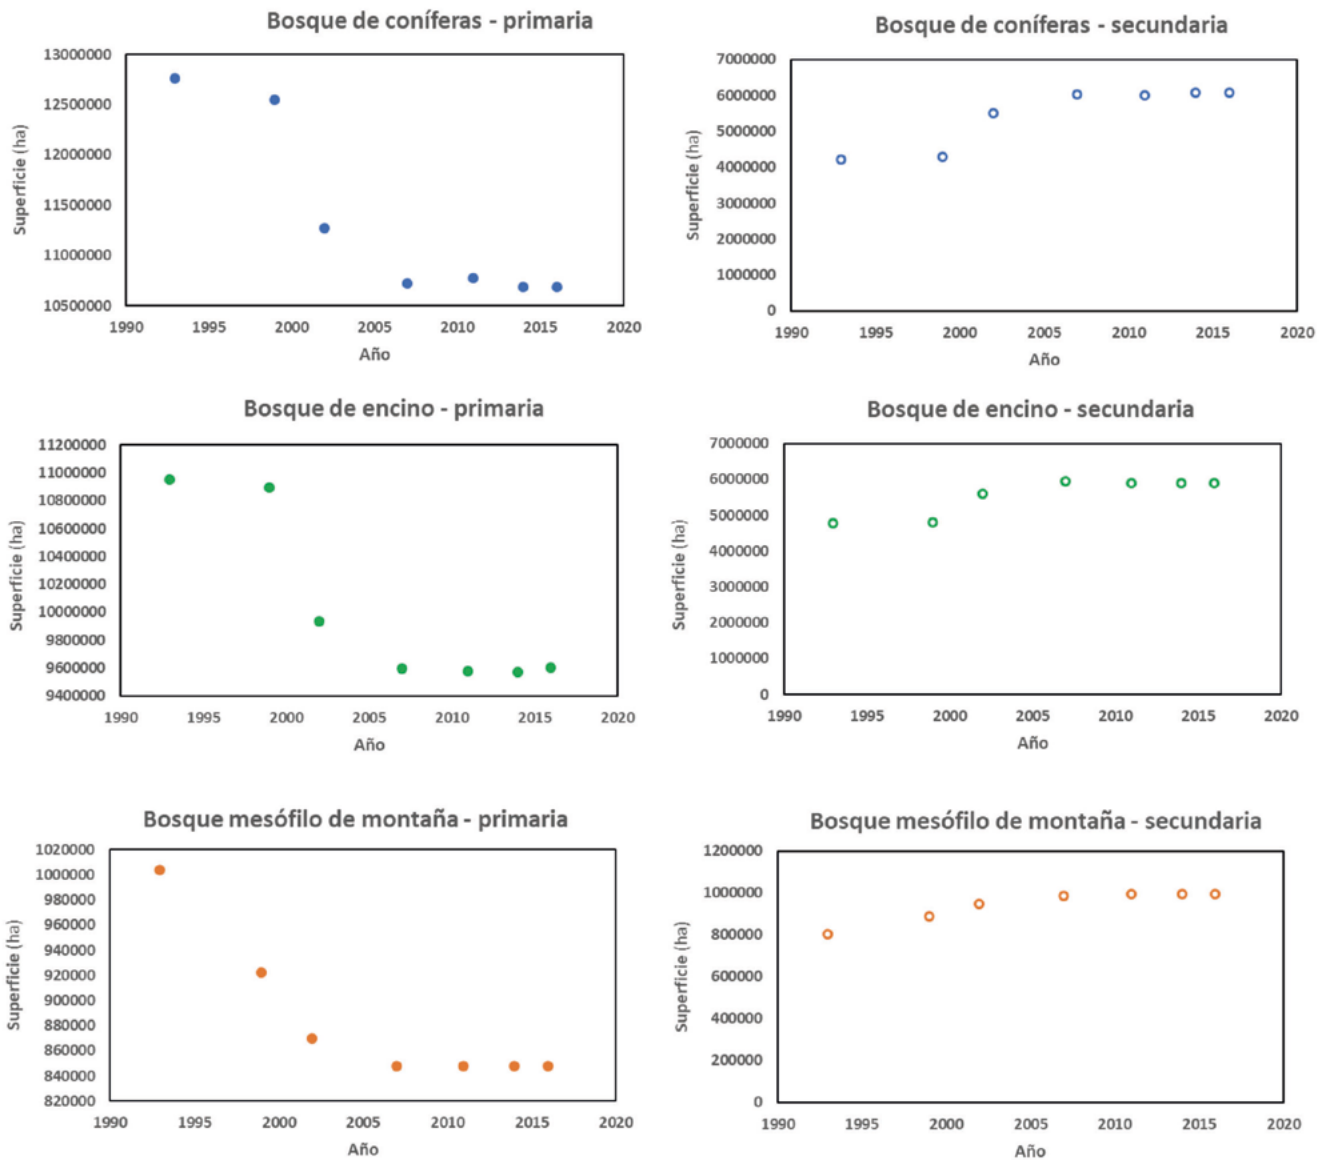 Bosque de coníferas - primaria
Superficie (ha)
13000000
12500000
12000000
11500000
11000000
10500000
1990 1995 2000 2005 2010 2015 2020
Año
Bosque de coníferas - secundaria
Superficie (ha)
7000000
6000000
5000000
4000000
3000000
2000000
1000000
0
1990 1995 2000 2005 2010 2015 2020
Año
Bosque de encino - primaria
Superficie (ha)
11200000
11000000
10800000
10600000
10400000
10200000
10000000
9800000
9600000
9400000
1990 1995 2000 2005 2010 2015 2020
Año
Bosque de encino - secundaria
Superficie (ha)
7000000
6000000
5000000
4000000
3000000
2000000
1000000
0
1990 1995 2000 2005 2010 2015 2020
Año
Bosque mesófilo de montaña - primaria
Superficie (ha)
1020000
1000000
980000
960000
940000
920000
900000
880000
860000
840000
820000
1990 1995 2000 2005 2010 2015 2020
Año
Bosque mesófilo de montaña - secundaria
Superficie (ha)
1200000
1000000
800000
600000
400000
200000
0
1990 1995 2000 2005 2010 2015 2020
Año